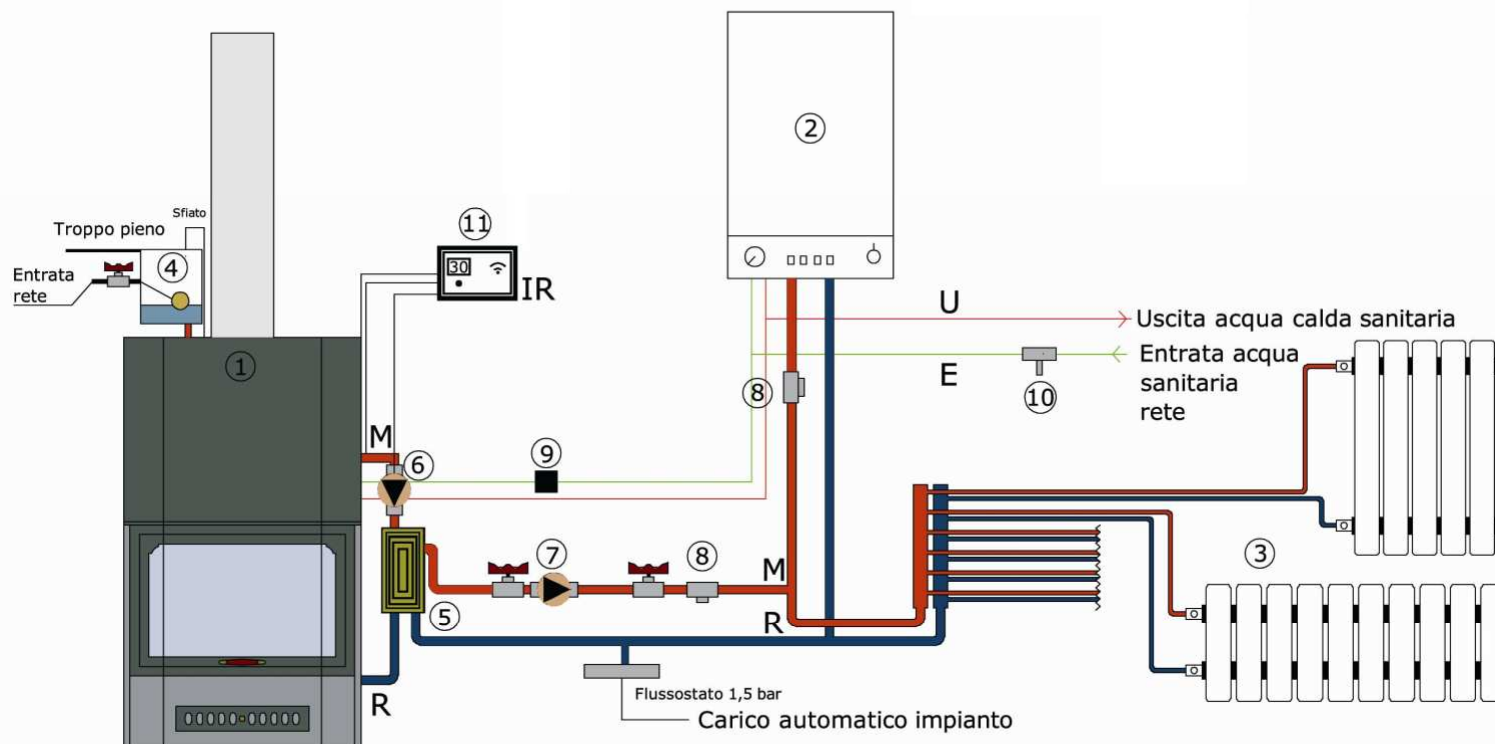 2
Sfiato
Troppo pieno
4
Entrata
rete
11
30
IR
U
Uscita acqua calda sanitaria
E
Entrata acqua
sanitaria
rete
10
8
1
M
6
9
7
8
M
R
5
R
3
Flussostato 1,5 bar
Carico automatico impianto